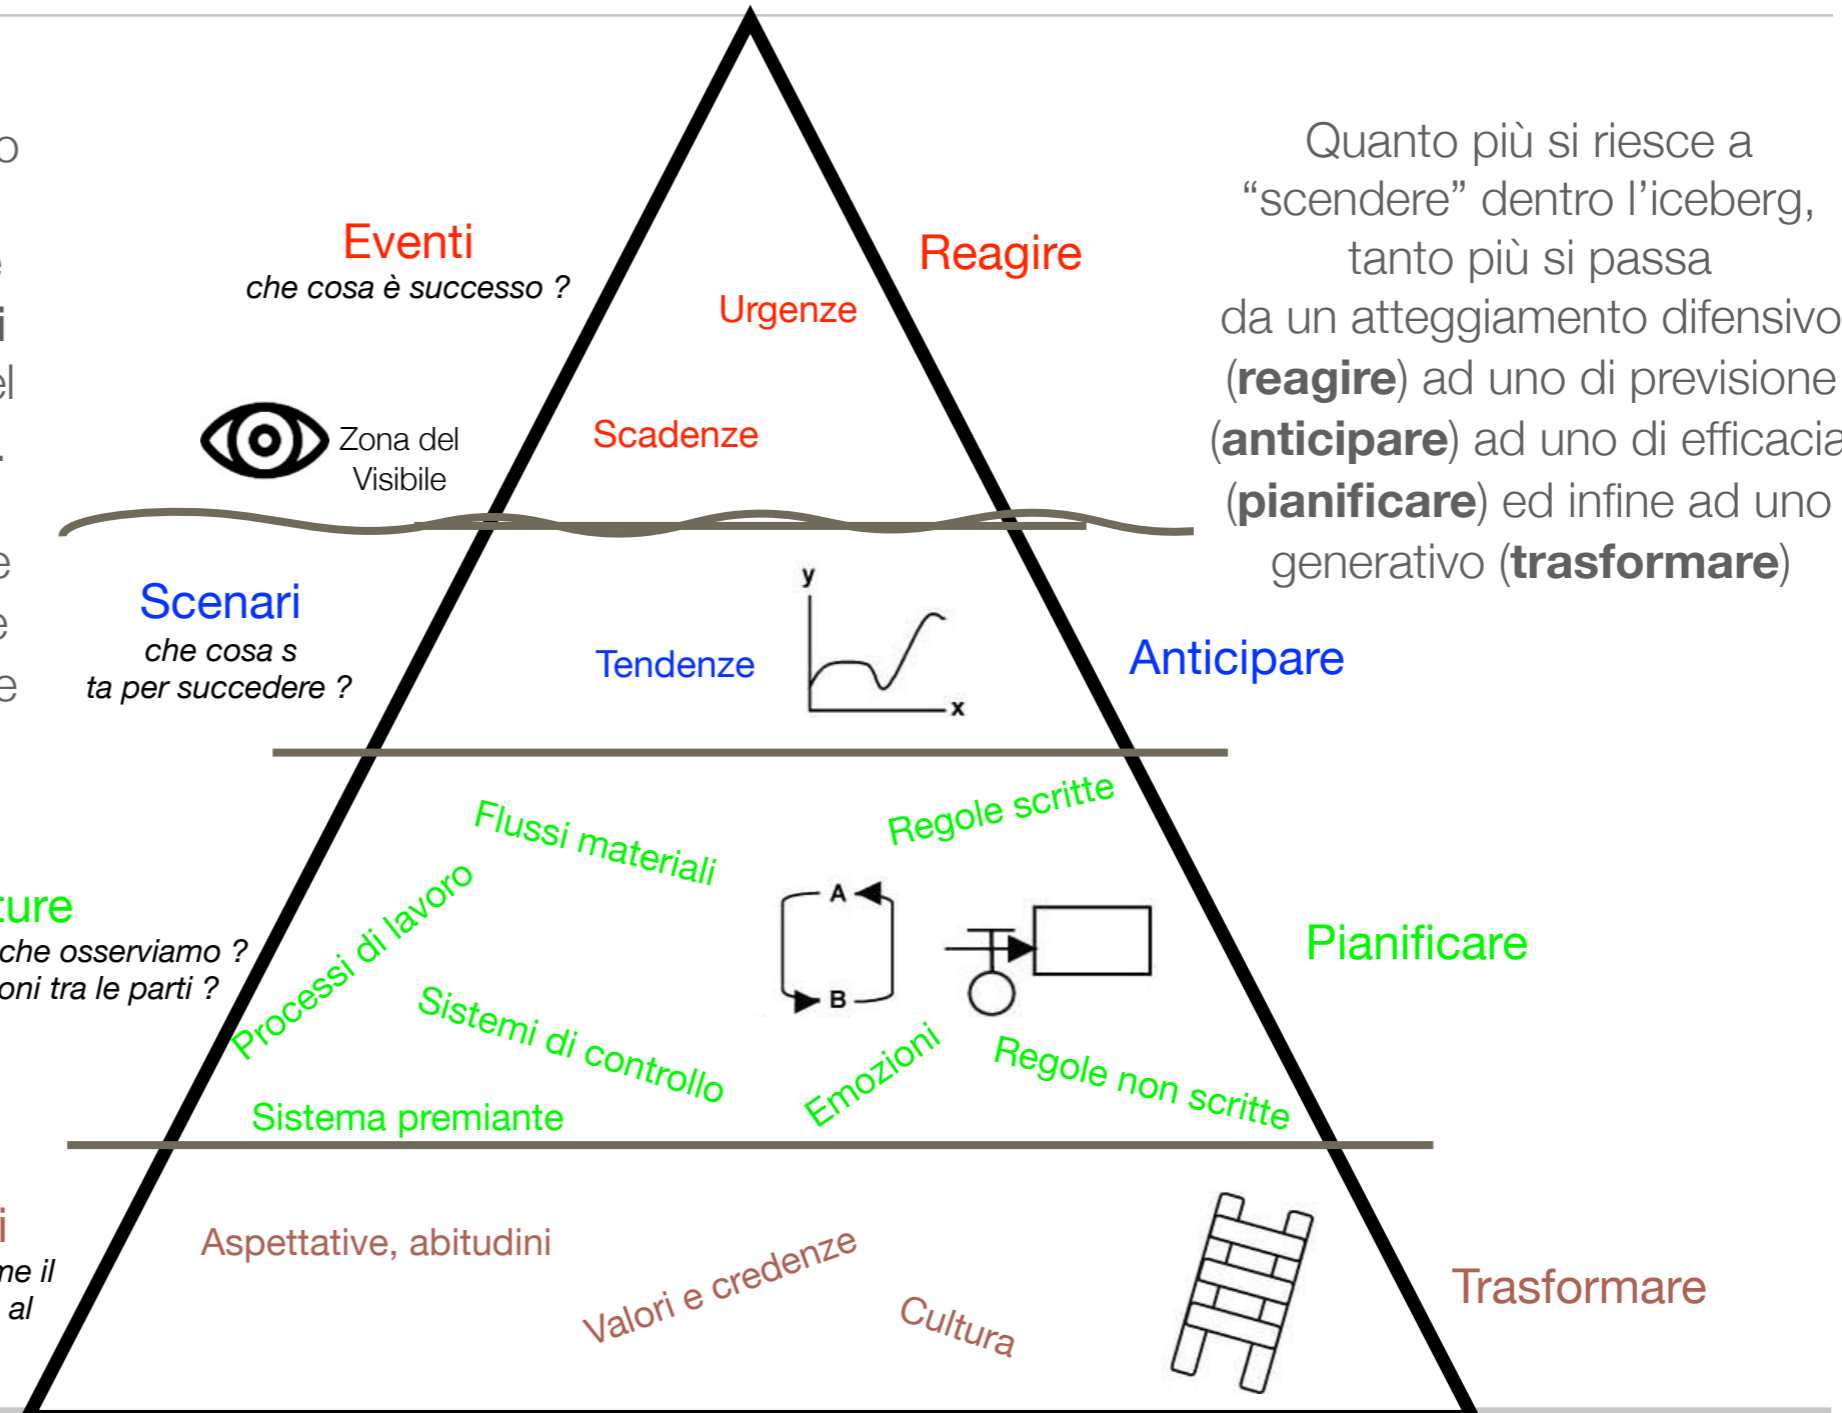 Eventi
che cosa è successo ?
Zona del
Visibile
Urgenze
Scadenze
Reagire
Quanto più si riesce a
“scendere” dentro l’iceberg,
tanto più si passa
da un atteggiamento difensivo
(reagire) ad uno di previsione
(anticipare) ad uno di efficacia
(pianificare) ed infine ad uno
generativo (trasformare)
Scenari
che cosa s
ta per succedere ?
Tendenze
y
x
Anticipare
che osserviamo ?
tra le parti ?
Flussi materiali
Regole scritte
Processi di lavoro
A
B
Sistemi di controllo
Emozioni
Regole non scritte
Sistema premiante
Pianificare
il
al
Aspettative, abitudini
Valori e credenze
Cultura
Trasformare